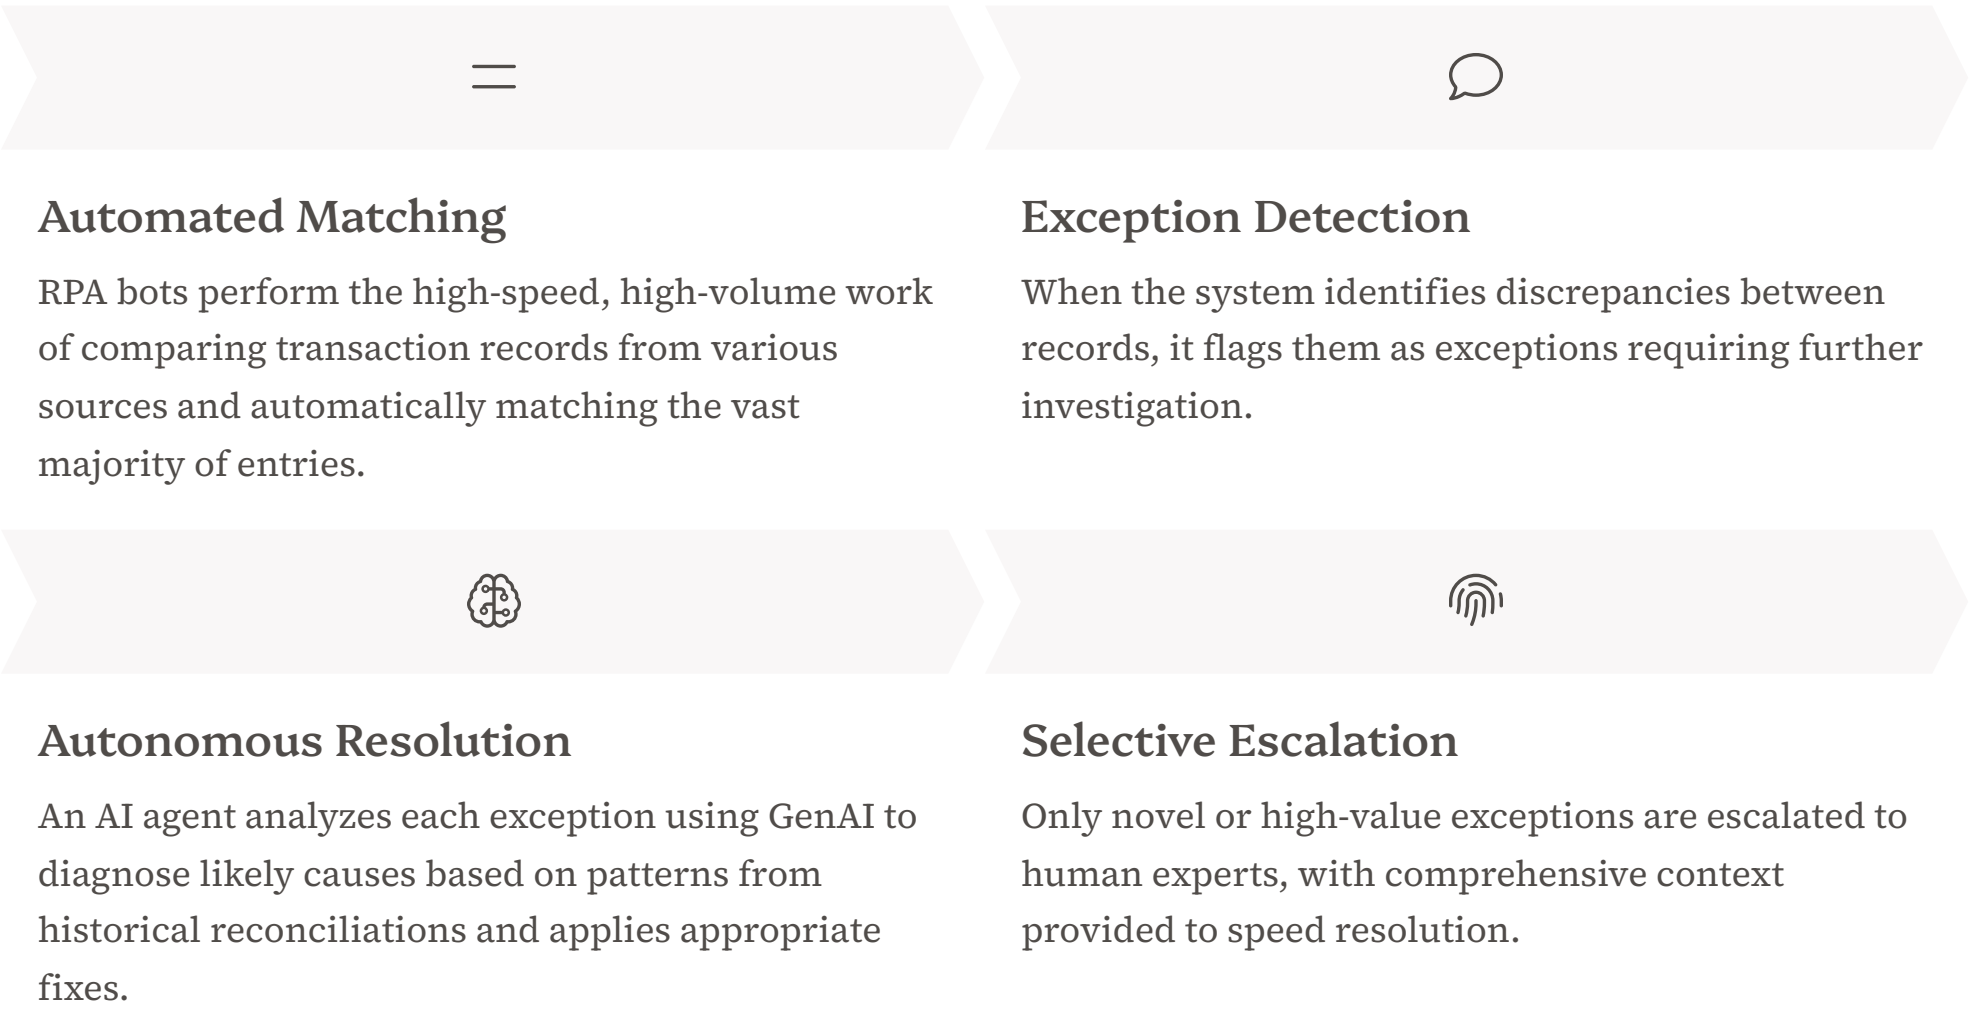 Automated Matching
RPA bots perform the high-speed, high-volume work
of comparing transaction records from various
sources and automatically matching the vast
majority of entries.
Exception Detection
When the system identifies discrepancies between
records, it flags them as exceptions requiring further
investigation.
Autonomous Resolution
An AI agent analyzes each exception using GenAI to
diagnose likely causes based on patterns from
historical reconciliations and applies appropriate
fixes.
Selective Escalation
Only novel or high-value exceptions are escalated to
human experts, with comprehensive context
provided to speed resolution.